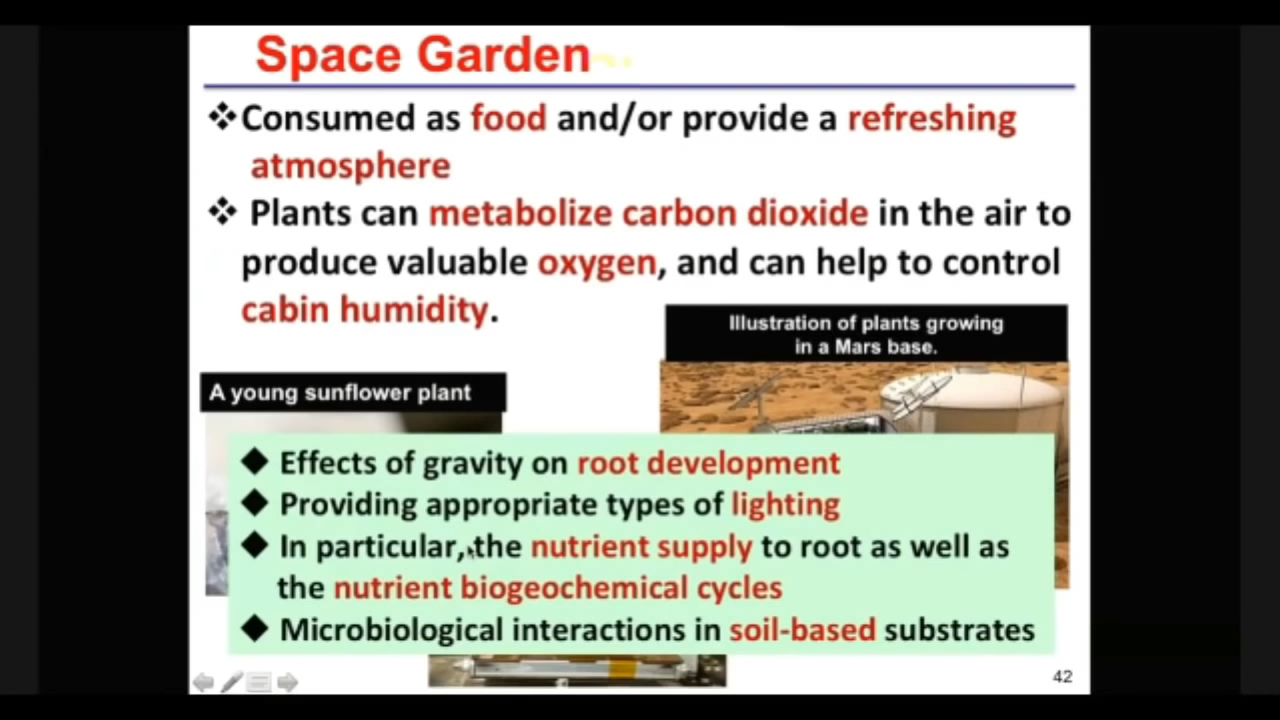 Space Garden
❖Consumed as food and/or provide a refreshing
atmosphere
❖ Plants can metabolize carbon dioxide in the air to
produce valuable oxygen, and can help to control
cabin humidity.
Illustration of plants growing
in a Mars base.
A young sunflower plant
◆ Effects of gravity on root development
◆ Providing appropriate types of lighting
◆ In particular, the nutrient supply to root as well as
the nutrient biogeochemical cycles
◆ Microbiological interactions in soil-based substrates
42